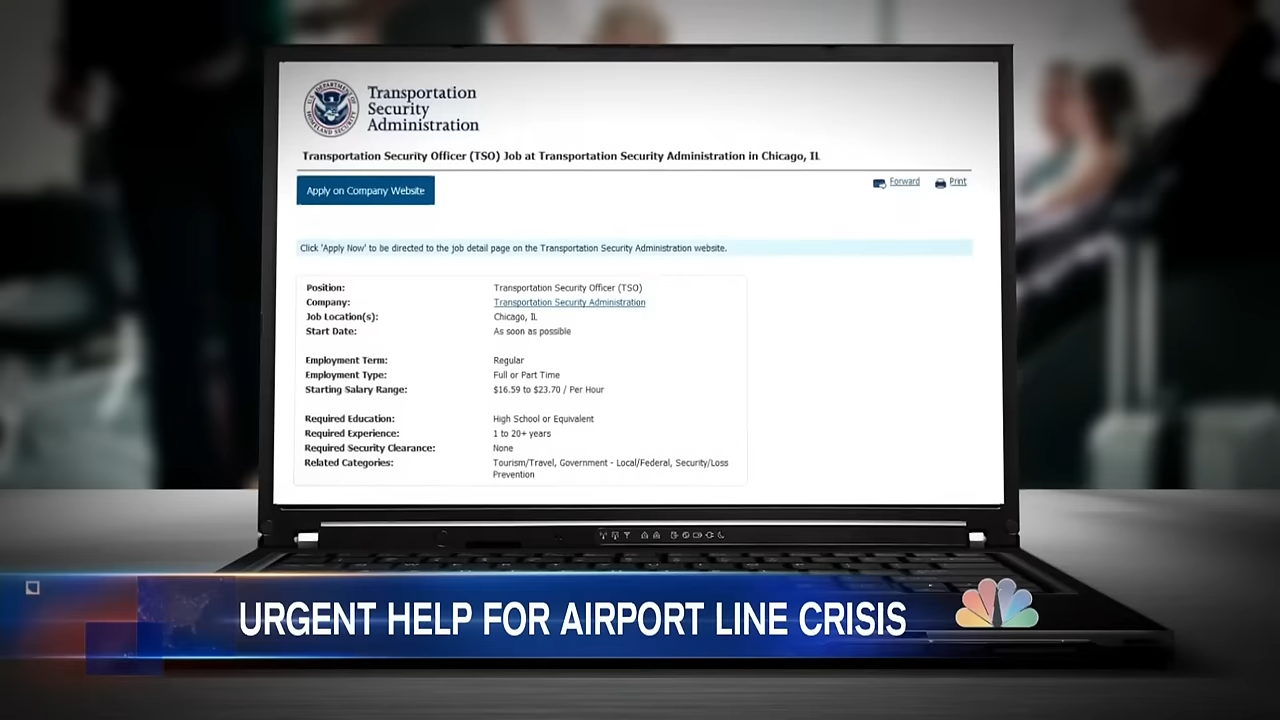 Transportation
Security
Administration
Transportation Security Officer (TSO) Job at Transportation Security Administration in Chicago, IL
Apply on Company Website
Forward Print
Click 'Apply Now' to be directed to the job detail page on the Transportation Security Administration website.
Position: Transportation Security Officer (TSO)
Company: Transportation Security Administration
Job Location(s): Chicago, IL
Start Date: As soon as possible
Employment Term: Regular
Employment Type: Full or Part Time
Starting Salary Range: $16.59 to $23.70 / Per Hour
Required Education: High School or Equivalent
Required Experience: 1 to 20+ years
Required Security Clearance: None
Related Categories: Tourism/Travel, Government - Local/Federal, Security/Loss
Prevention
URGENT HELP FOR AIRPORT LINE CRISIS